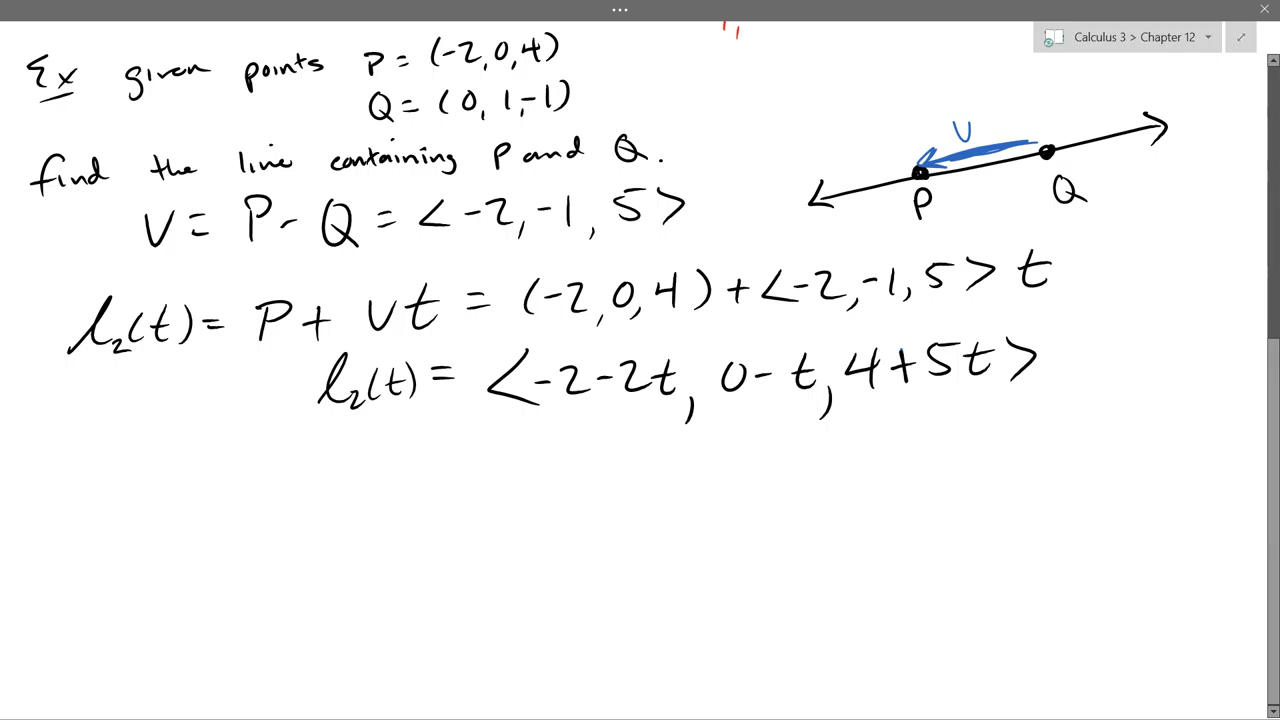 Calculus 3 > Chapter 12
Ex given points P = (-2, 0, 4)
Q = (0, 1, -1)
find the line containing P and Q.
V = P - Q = < -2, -1, 5 >
V
P
Q
l₂(t) = P + Vt = (-2, 0, 4) + < -2, -1, 5 > t
l₂(t) = < -2 - 2t, 0 - t, 4 + 5t >